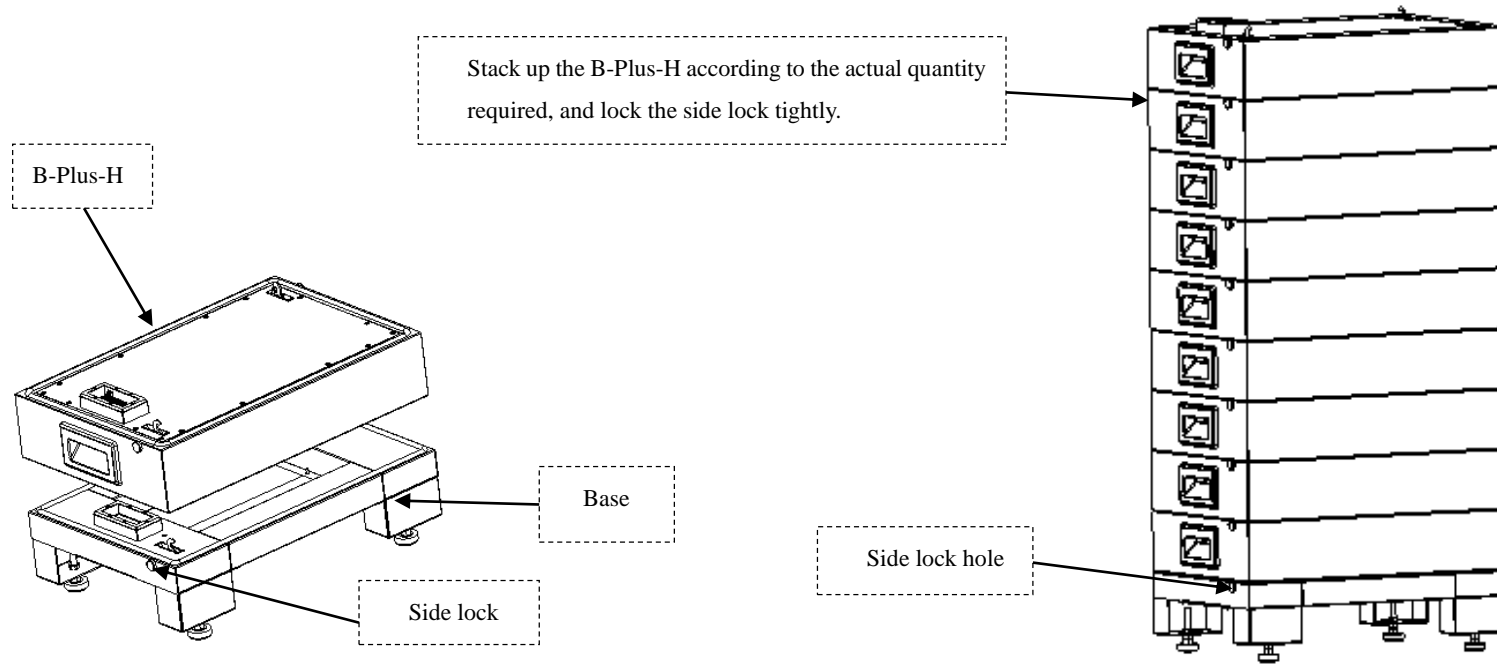 Stack up the B-Plus-H according to the actual quantity
required, and lock the side lock tightly.
B-Plus-H
Base
Side lock
Side lock hole